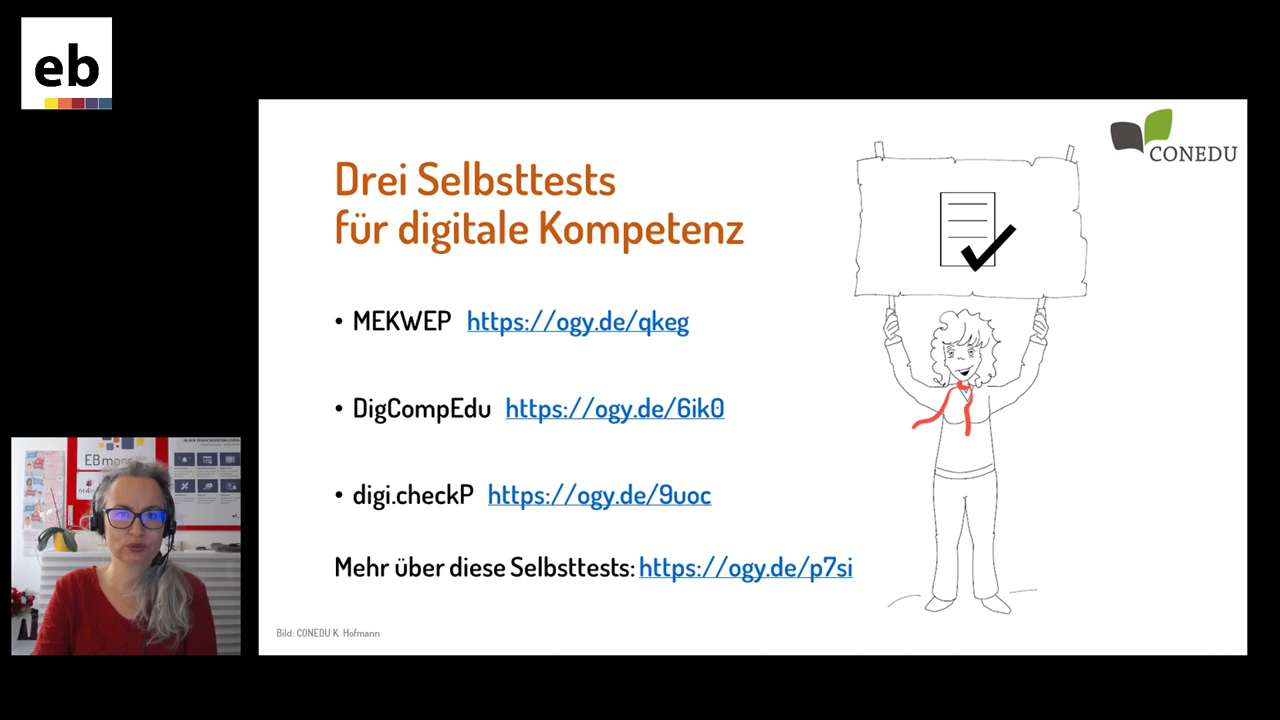 eb
CONEDU
Drei Selbsttests
für digitale Kompetenz
• MEKWEP https://ogy.de/qkeg
• DigCompEdu https://ogy.de/6ik0
• digi.checkP https://ogy.de/9uoc
Mehr über diese Selbsttests: https://ogy.de/p7si
Bild: CONEDU K. Hofmann